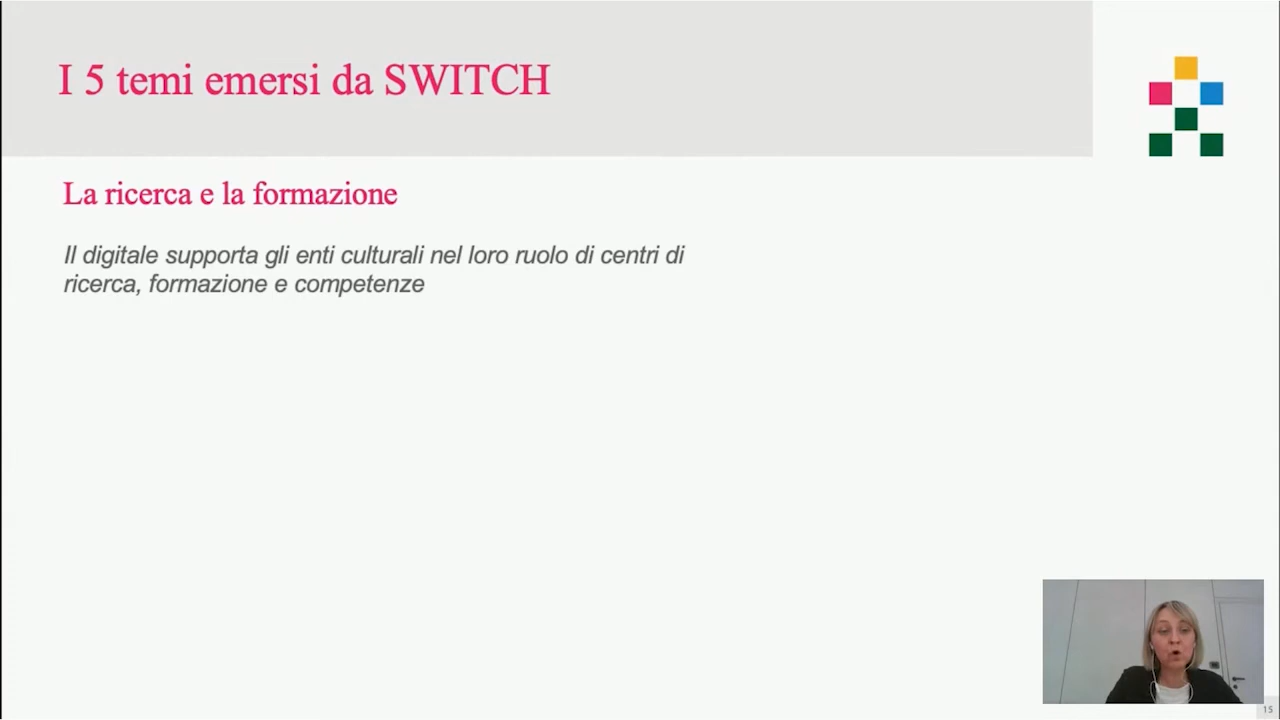 I 5 temi emersi da SWITCH
La ricerca e la formazione
Il digitale supporta gli enti culturali nel loro ruolo di centri di
ricerca, formazione e competenze
15